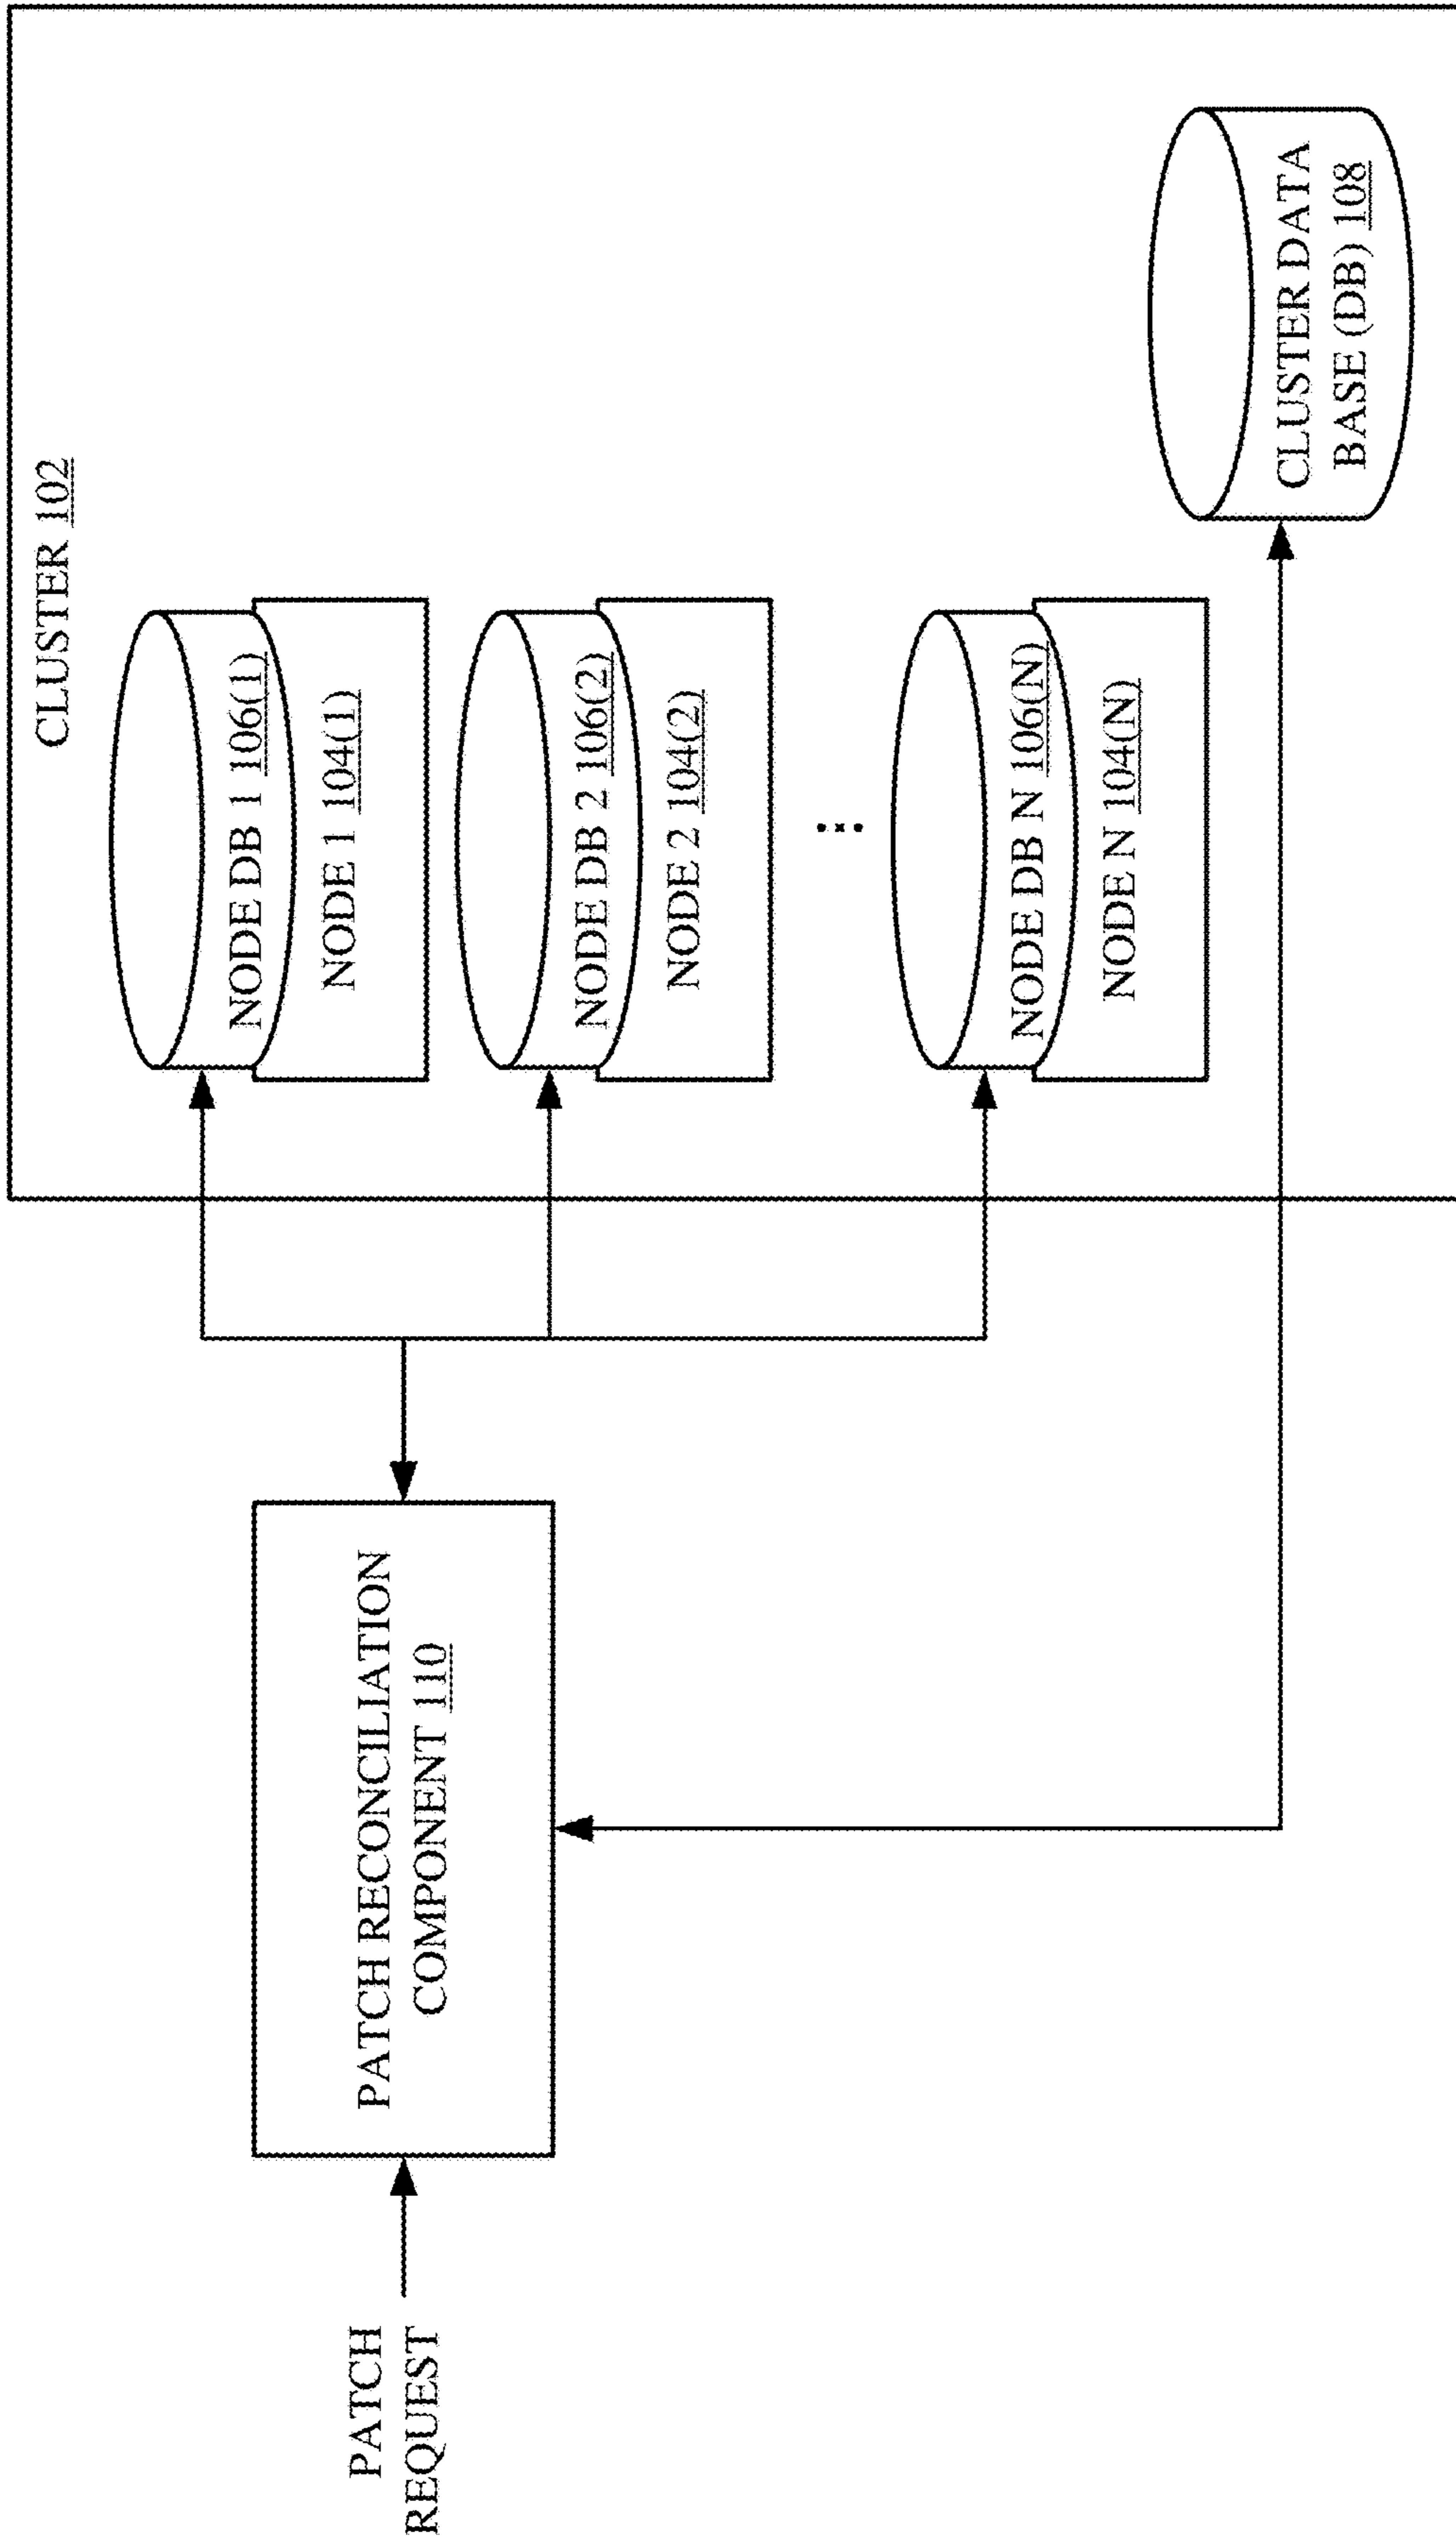 CLUSTER 102
NODE DB 1 106(1)
NODE 1 104(1)
NODE DB 2 106(2)
NODE 2 104(2)
NODE DB N 106(N)
NODE N 104(N)
CLUSTER DATA
BASE (DB) 108
PATCH RECONCILIATION
COMPONENT 110
PATCH
REQUEST